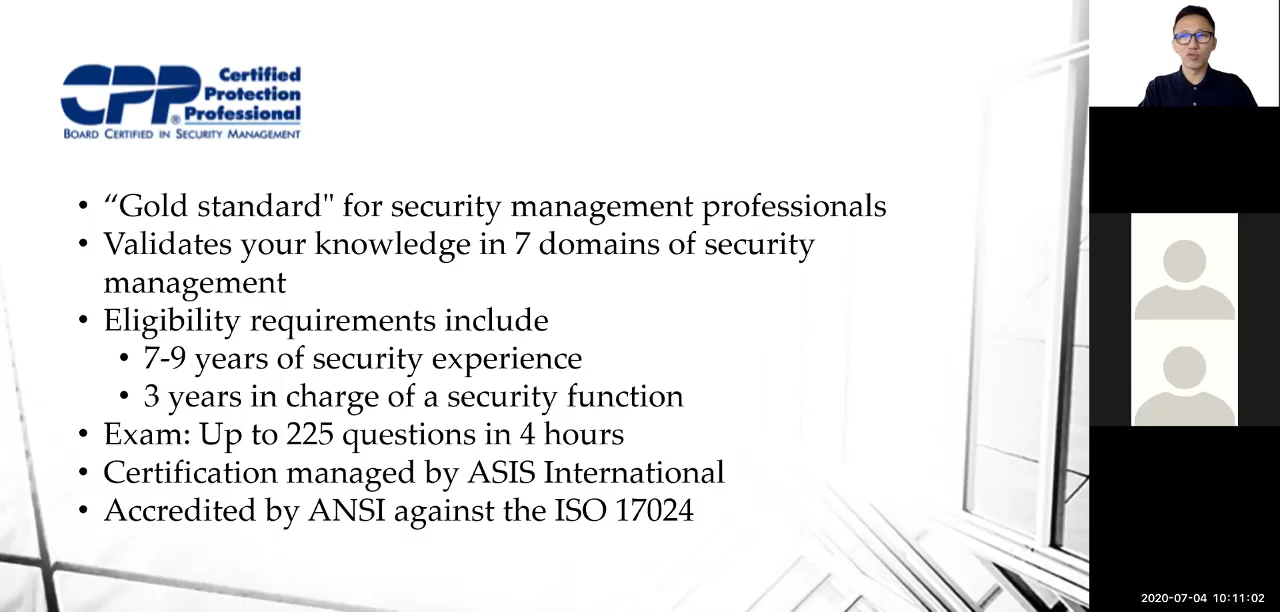 CPP® Certified
Protection
Professional
BOARD CERTIFIED IN SECURITY MANAGEMENT
• “Gold standard" for security management professionals
• Validates your knowledge in 7 domains of security
management
• Eligibility requirements include
• 7-9 years of security experience
• 3 years in charge of a security function
• Exam: Up to 225 questions in 4 hours
• Certification managed by ASIS International
• Accredited by ANSI against the ISO 17024
2020-07-04 10:11:02